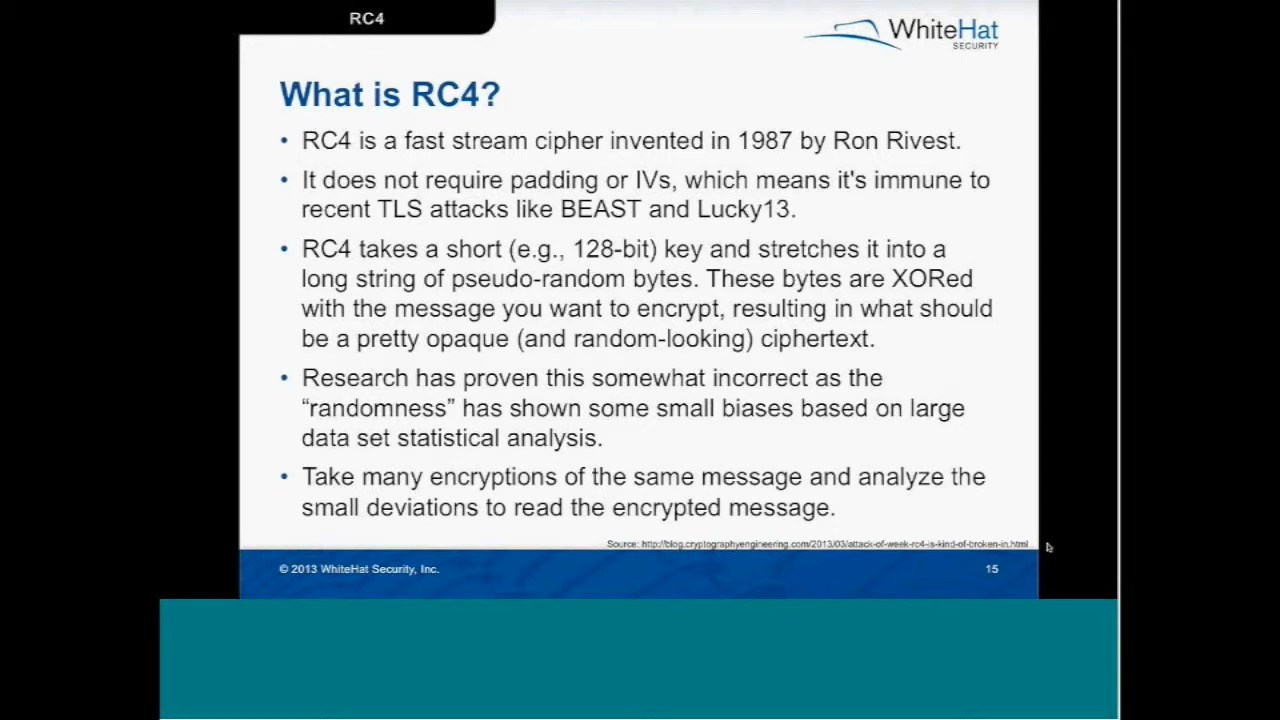 RC4
WhiteHat
SECURITY
What is RC4?
• RC4 is a fast stream cipher invented in 1987 by Ron Rivest.
• It does not require padding or IVs, which means it's immune to
recent TLS attacks like BEAST and Lucky13.
• RC4 takes a short (e.g., 128-bit) key and stretches it into a
long string of pseudo-random bytes. These bytes are XORed
with the message you want to encrypt, resulting in what should
be a pretty opaque (and random-looking) ciphertext.
• Research has proven this somewhat incorrect as the
“randomness” has shown some small biases based on large
data set statistical analysis.
• Take many encryptions of the same message and analyze the
small deviations to read the encrypted message.
Source: http://blog.cryptographyengineering.com/2013/03/attack-of-week-rc4-is-kind-of-broken-in.html
© 2013 WhiteHat Security, Inc.
15